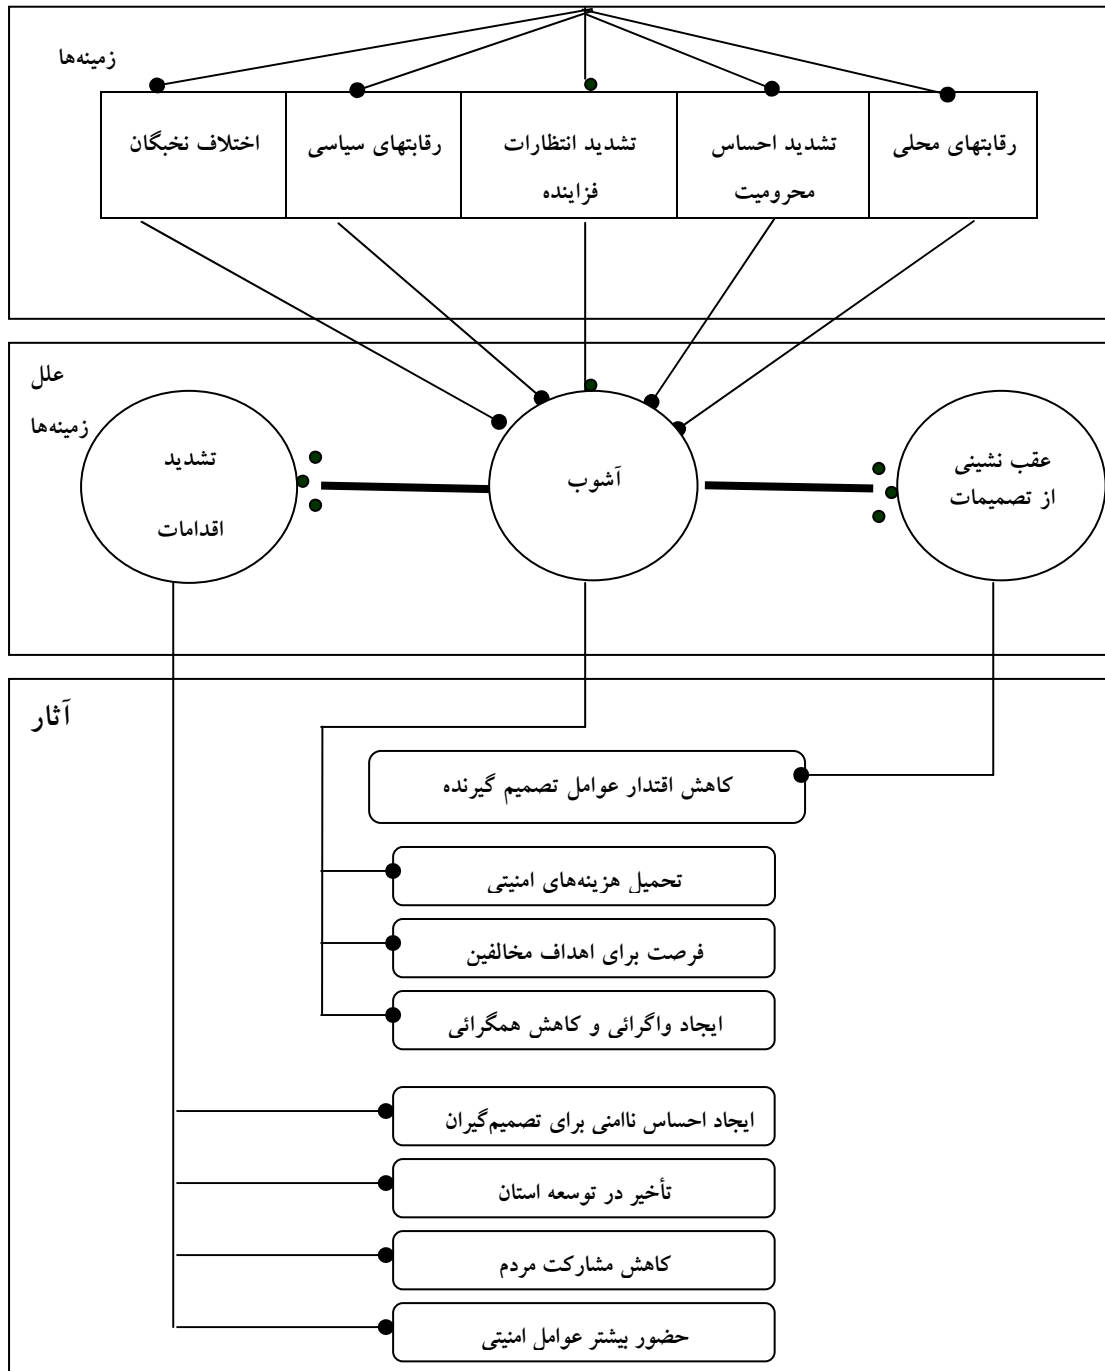 زمینه‌ها
رقابتهای محلی
تشدید احساس
محرومیت
تشدید انتظارات
فزاینده
رقابتهای سیاسی
اختلاف نخبگان
علل
زمینه‌ها
عقب نشینی
از تصمیمات
آشوب
تشدید
اقدامات
آثار
کاهش اقتدار عوامل تصمیم گیرنده
تحمیل هزینه‌های امنیتی
فرصت برای اهداف مخالفین
ایجاد واگرائی و کاهش همگرائی
ایجاد احساس ناامنی برای تصمیم‌گیران
تأخیر در توسعه استان
کاهش مشارکت مردم
حضور بیشتر عوامل امنیتی